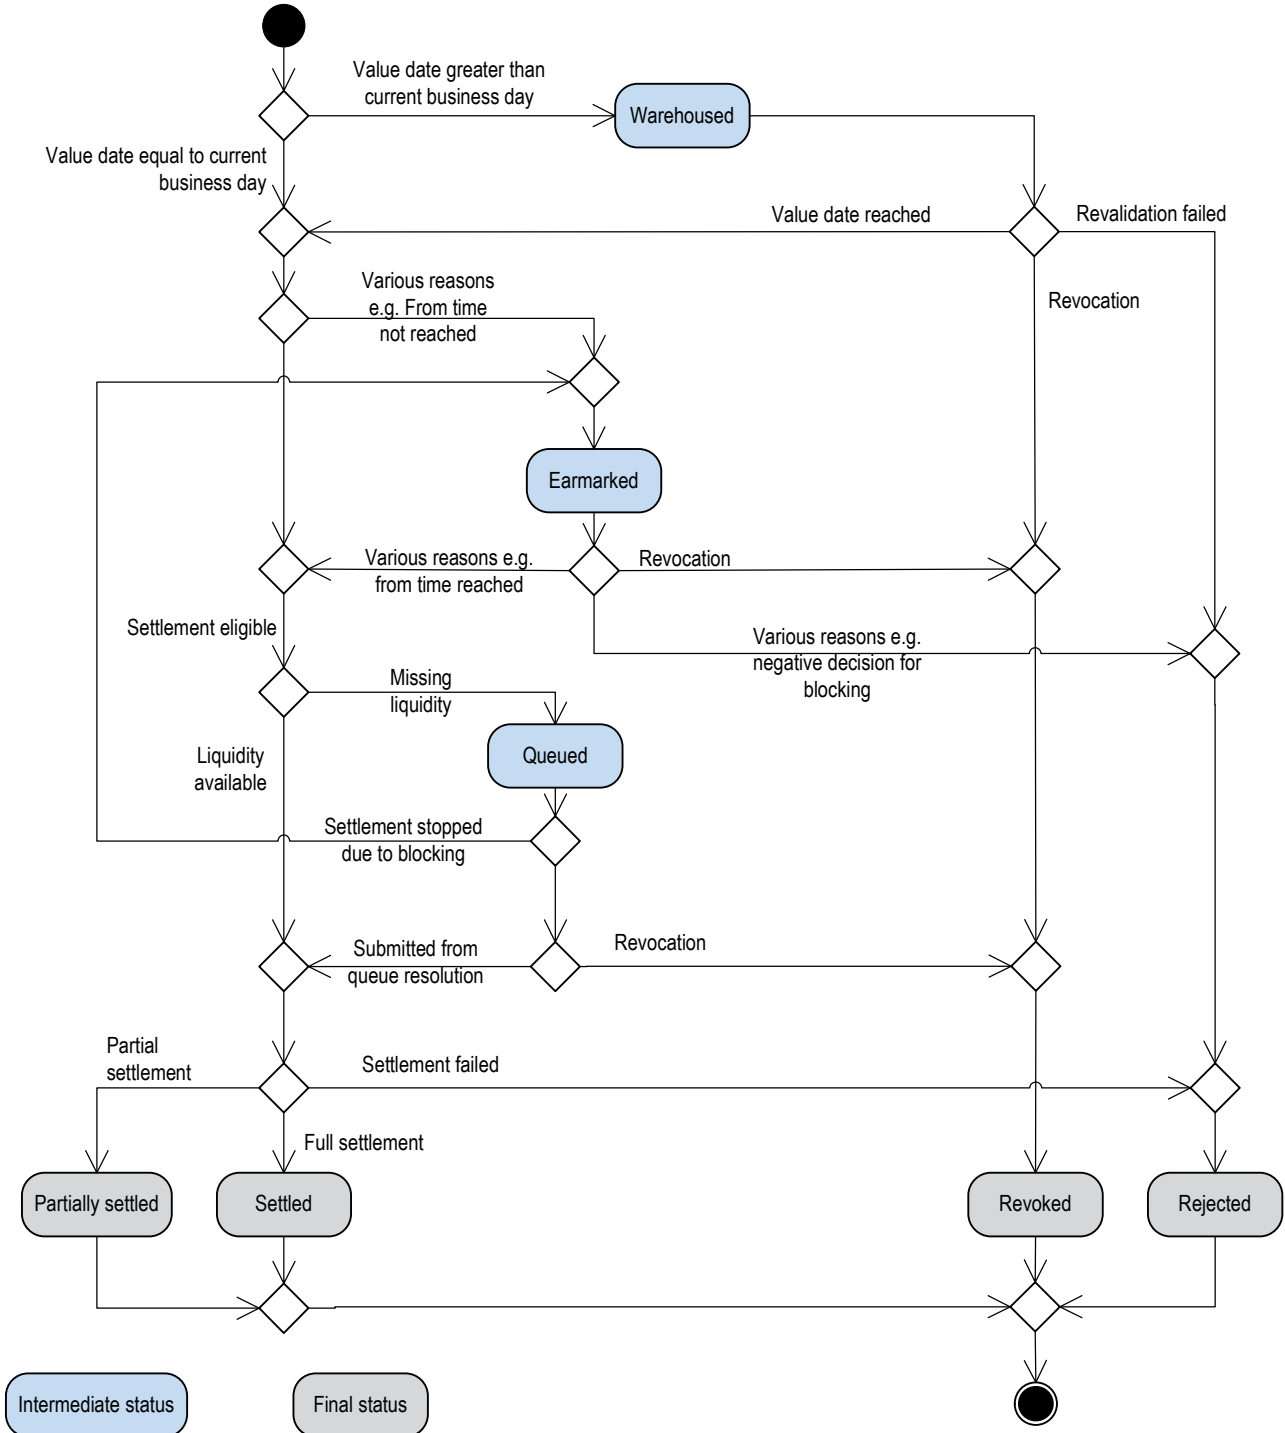 Value date greater than
current business day
Warehoused
Value date equal to current
business day
Value date reached
Revalidation failed
Various reasons
e.g. From time
not reached
Revocation
Earmarked
Various reasons e.g.
from time reached
Revocation
Settlement eligible
Various reasons e.g.
negative decision for
blocking
Missing
liquidity
Queued
Liquidity
available
Settlement stopped
due to blocking
Submitted from
queue resolution
Revocation
Partial
settlement
Settlement failed
Full settlement
Partially settled
Settled
Revoked
Rejected
Intermediate status
Final status